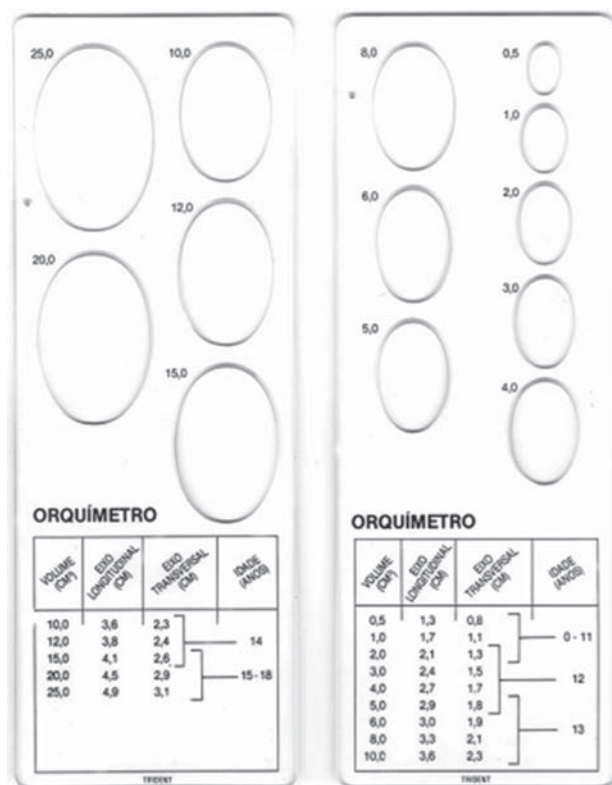 25,0
10,0
12,0
20,0
15,0
ORQUÍMETRO
VOLUME (CM³)
EIXO LONGITUDINAL (CM)
EIXO TRANSVERSAL (CM)
IDADE (ANOS)
10,0 3,6 2,3
12,0 3,8 2,4 14
15,0 4,1 2,6
20,0 4,5 2,9 15-18
25,0 4,9 3,1
TRIDENT
8,0
0,5
1,0
6,0
2,0
3,0
5,0
4,0
ORQUÍMETRO
VOLUME (CM³)
EIXO LONGITUDINAL (CM)
EIXO TRANSVERSAL (CM)
IDADE (ANOS)
0,5 1,3 0,8
1,0 1,7 1,1 0-11
2,0 2,1 1,3
3,0 2,4 1,5
4,0 2,7 1,7 12
5,0 2,9 1,8
6,0 3,0 1,9
8,0 3,3 2,1 13
10,0 3,6 2,3
TRIDENT